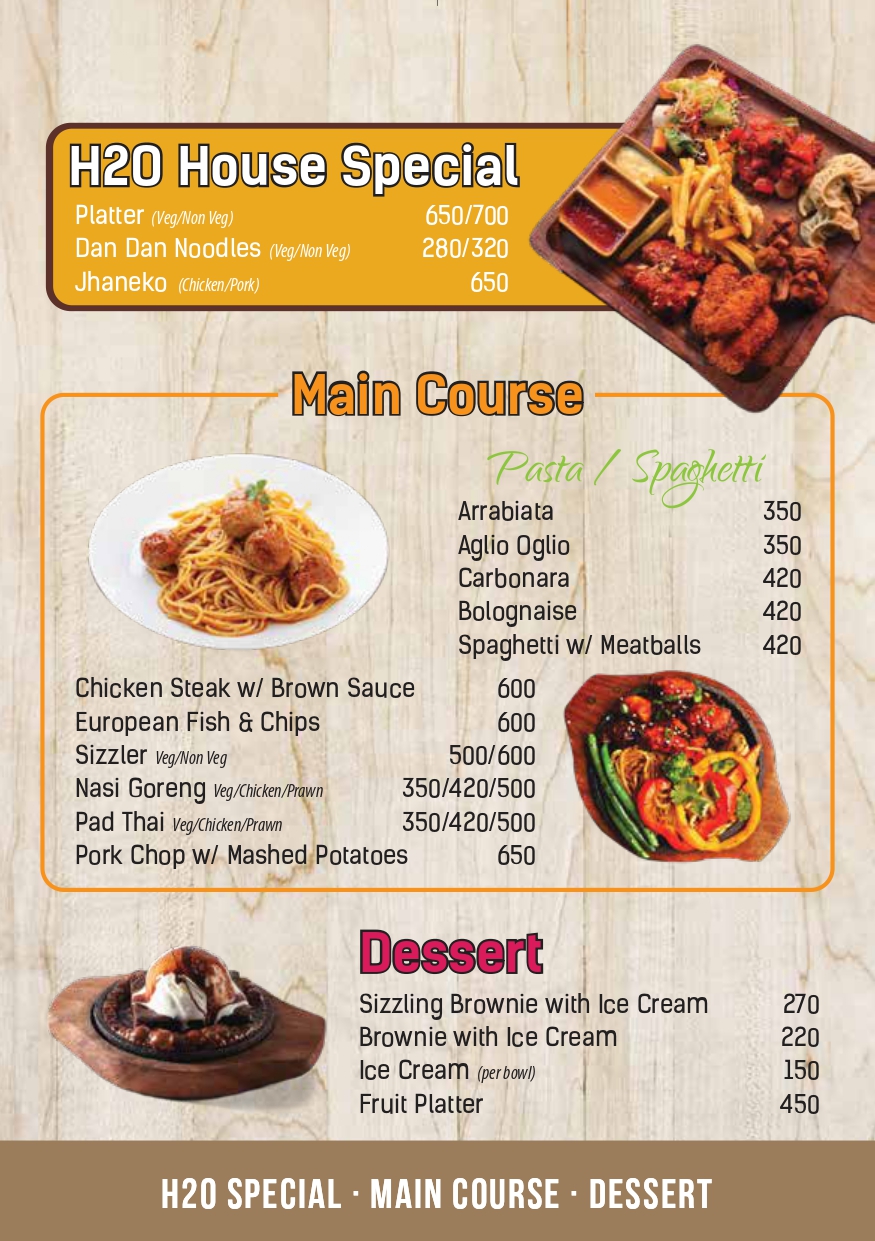 H2O House Special
Platter (Veg/Non Veg) 650/700
Dan Dan Noodles (Veg/Non Veg) 280/320
Jhaneko (Chicken/Pork) 650
Main Course
Pasta / Spaghetti
Arrabiata 350
Aglio Oglio 350
Carbonara 420
Bolognaise 420
Spaghetti w/ Meatballs 420
Chicken Steak w/ Brown Sauce 600
European Fish & Chips 600
Sizzler Veg/Non Veg 500/600
Nasi Goreng Veg/Chicken/Prawn 350/420/500
Pad Thai Veg/Chicken/Prawn 350/420/500
Pork Chop w/ Mashed Potatoes 650
Dessert
Sizzling Brownie with Ice Cream 270
Brownie with Ice Cream 220
Ice Cream (per bowl) 150
Fruit Platter 450
H2O SPECIAL · MAIN COURSE · DESSERT